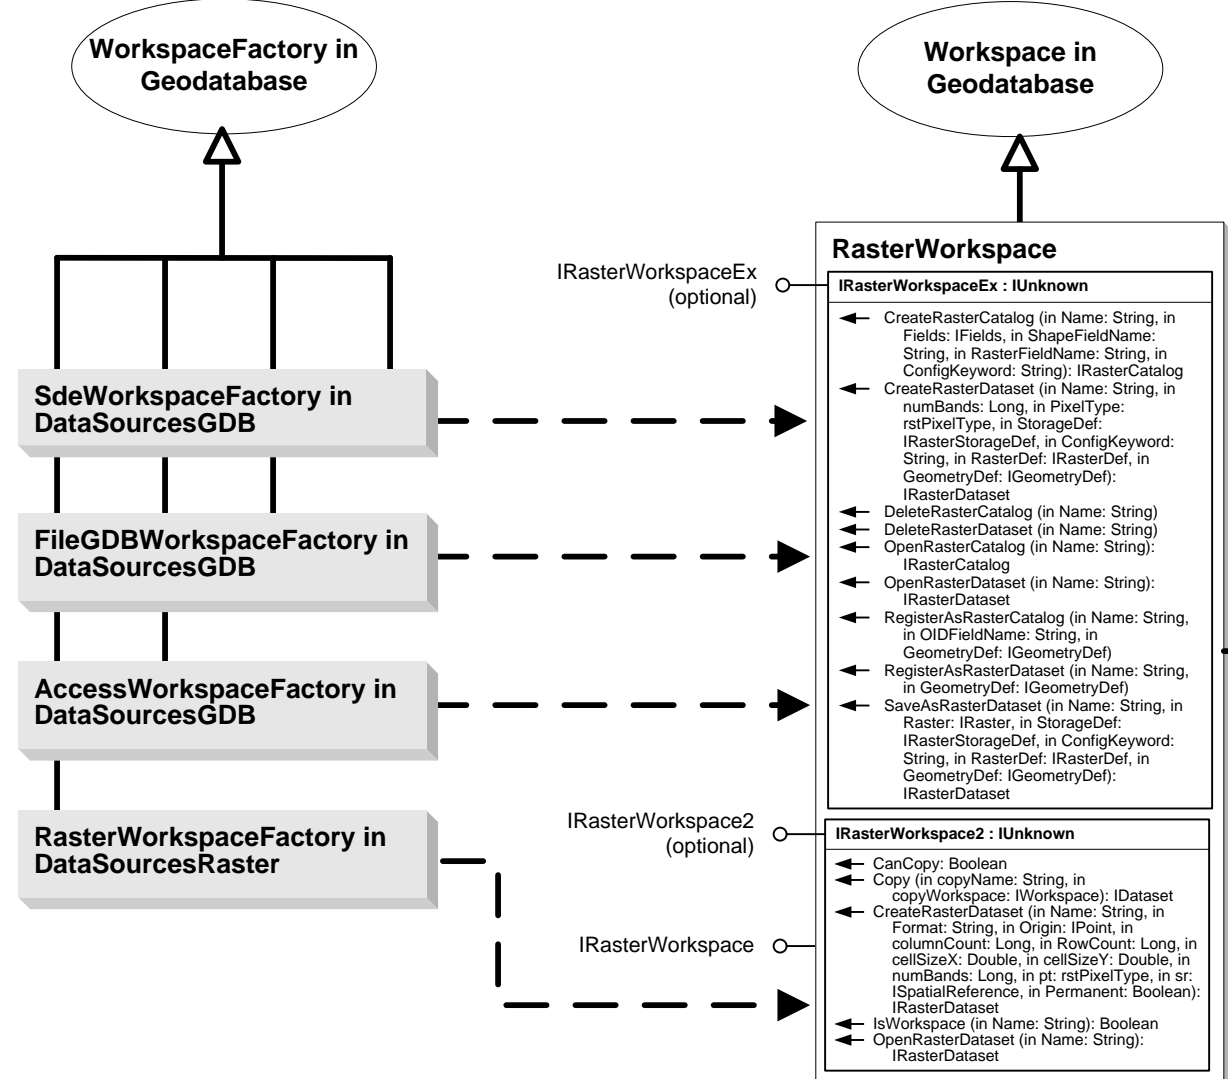 WorkspaceFactory in
Geodatabase
Workspace in
Geodatabase
SdeWorkspaceFactory in
DataSourcesGDB
FileGDBWorkspaceFactory in
DataSourcesGDB
AccessWorkspaceFactory in
DataSourcesGDB
RasterWorkspaceFactory in
DataSourcesRaster
IRasterWorkspaceEx
(optional)
IRasterWorkspace2
(optional)
IRasterWorkspace
RasterWorkspace
IRasterWorkspaceEx : IUnknown
CreateRasterCatalog (in Name: String, in
Fields: IFields, in ShapeFieldName:
String, in RasterFieldName: String, in
ConfigKeyword: String): IRasterCatalog
CreateRasterDataset (in Name: String, in
numBands: Long, in PixelType:
rstPixelType, in StorageDef:
IRasterStorageDef, in ConfigKeyword:
String, in RasterDef: IRasterDef, in
GeometryDef: IGeometryDef):
IRasterDataset
DeleteRasterCatalog (in Name: String)
DeleteRasterDataset (in Name: String)
OpenRasterCatalog (in Name: String):
IRasterCatalog
OpenRasterDataset (in Name: String):
IRasterDataset
RegisterAsRasterCatalog (in Name: String,
in OIDFieldName: String, in
GeometryDef: IGeometryDef)
RegisterAsRasterDataset (in Name: String,
in GeometryDef: IGeometryDef)
SaveAsRasterDataset (in Name: String, in
Raster: IRaster, in StorageDef:
IRasterStorageDef, in ConfigKeyword:
String, in RasterDef: IRasterDef, in
GeometryDef: IGeometryDef):
IRasterDataset
IRasterWorkspace2 : IUnknown
CanCopy: Boolean
Copy (in copyName: String, in
copyWorkspace: IWorkspace): IDataset
CreateRasterDataset (in Name: String, in
Format: String, in Origin: IPoint, in
columnCount: Long, in RowCount: Long, in
cellSizeX: Double, in cellSizeY: Double, in
numBands: Long, in pt: rstPixelType, in sr:
ISpatialReference, in Permanent: Boolean):
IRasterDataset
IsWorkspace (in Name: String): Boolean
OpenRasterDataset (in Name: String):
IRasterDataset